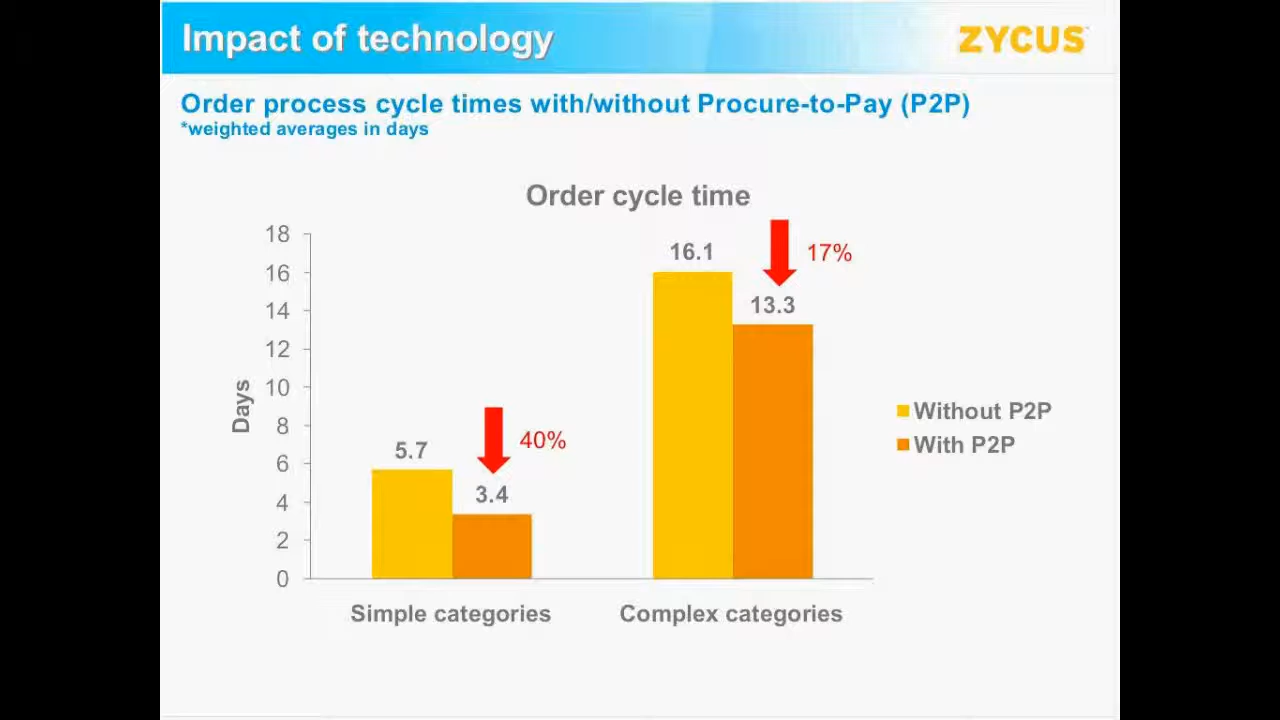 Impact of technology
ZYCUS
Order process cycle times with/without Procure-to-Pay (P2P)
*weighted averages in days
Order cycle time
18
16
14
12
10
8
6
4
2
0
Days
5.7
40%
3.4
16.1
17%
13.3
Without P2P
With P2P
Simple categories
Complex categories